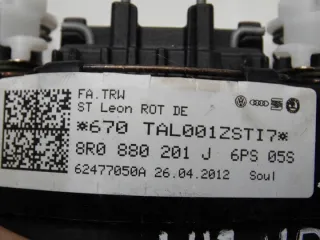 FA.TRW
ST Leon ROT DE
*670 TAL001ZSTI7*
8R0 880 201 J 6PS 05S
62477050A 26.04.2012 Soul